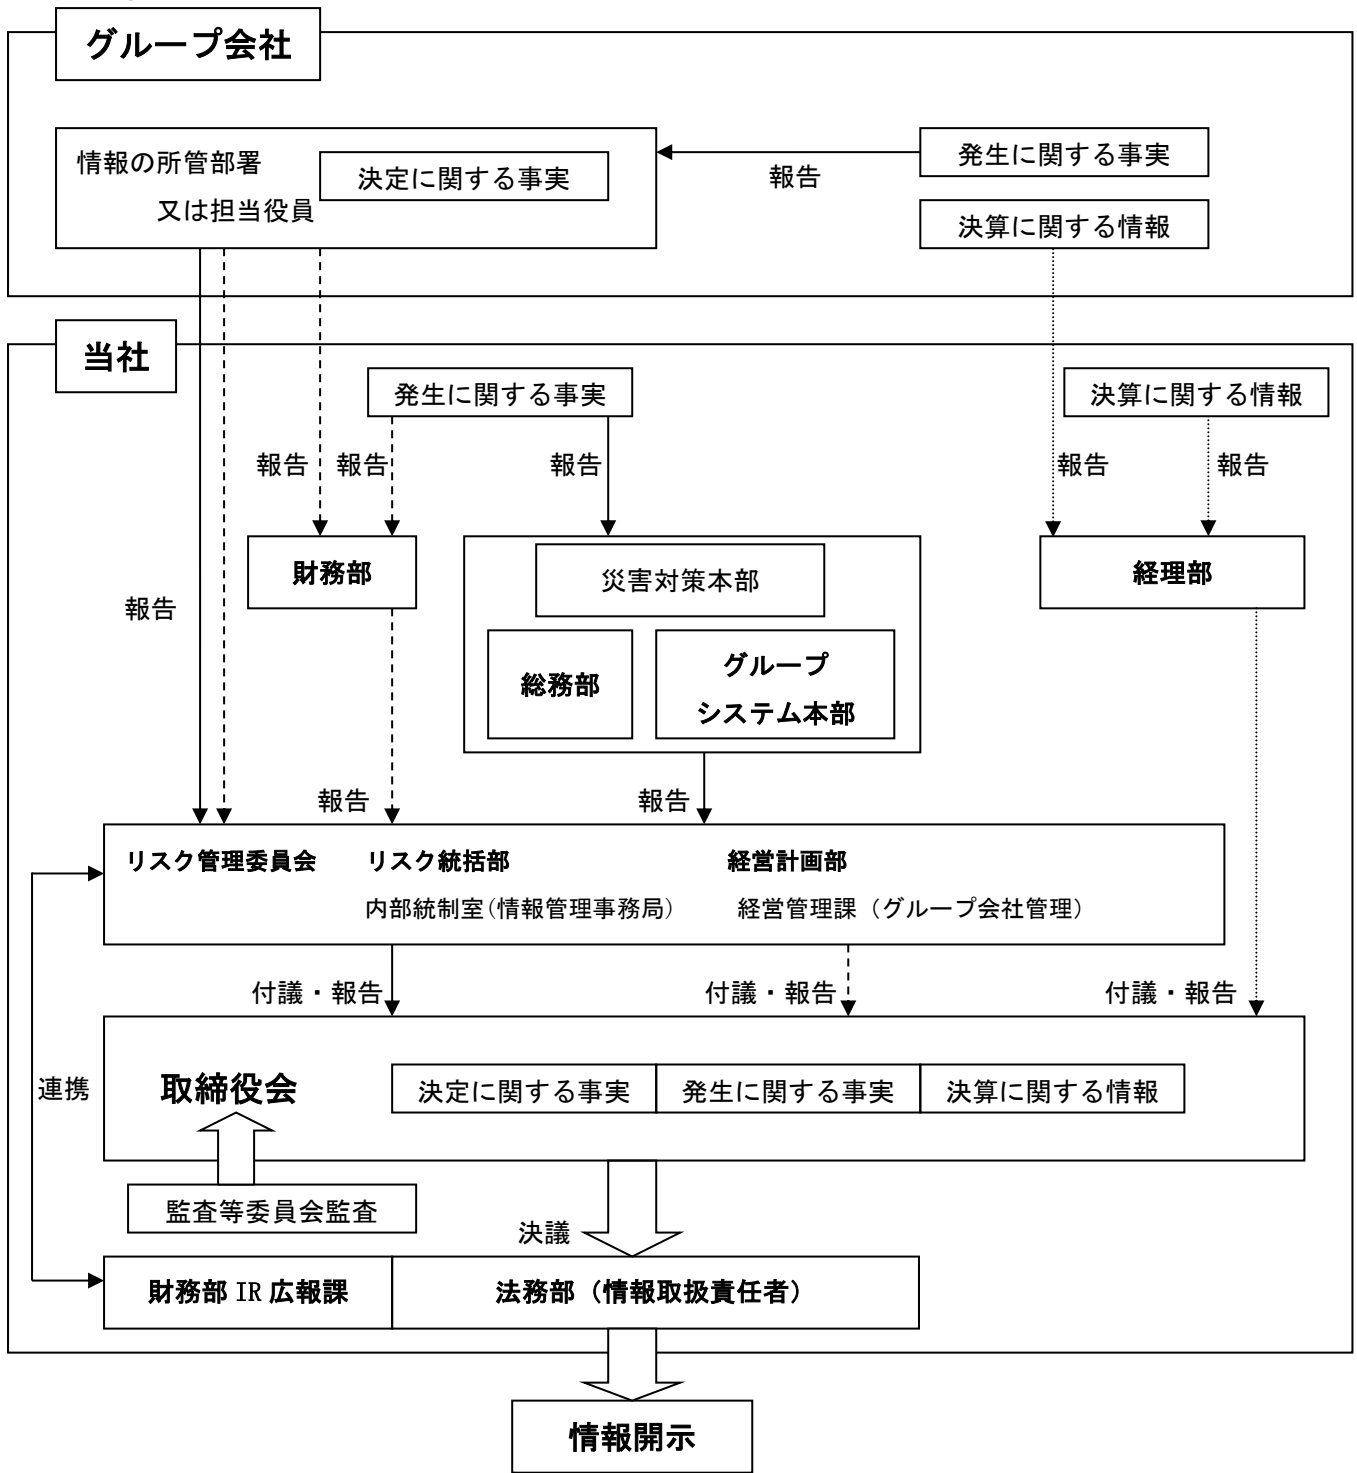 グループ会社
情報の所管部署
又は担当役員
決定に関する事実
報告
発生に関する事実
決算に関する情報
当社
発生に関する事実
決算に関する情報
報告
報告
報告
報告
報告
財務部
災害対策本部
総務部
グループ
システム本部
経理部
報告
報告
報告
リスク管理委員会
リスク統括部
経営計画部
内部統制室(情報管理事務局)
経営管理課（グループ会社管理）
付議・報告
付議・報告
付議・報告
連携
取締役会
決定に関する事実
発生に関する事実
決算に関する情報
監査等委員会監査
決議
財務部 IR 広報課
法務部（情報取扱責任者）
情報開示